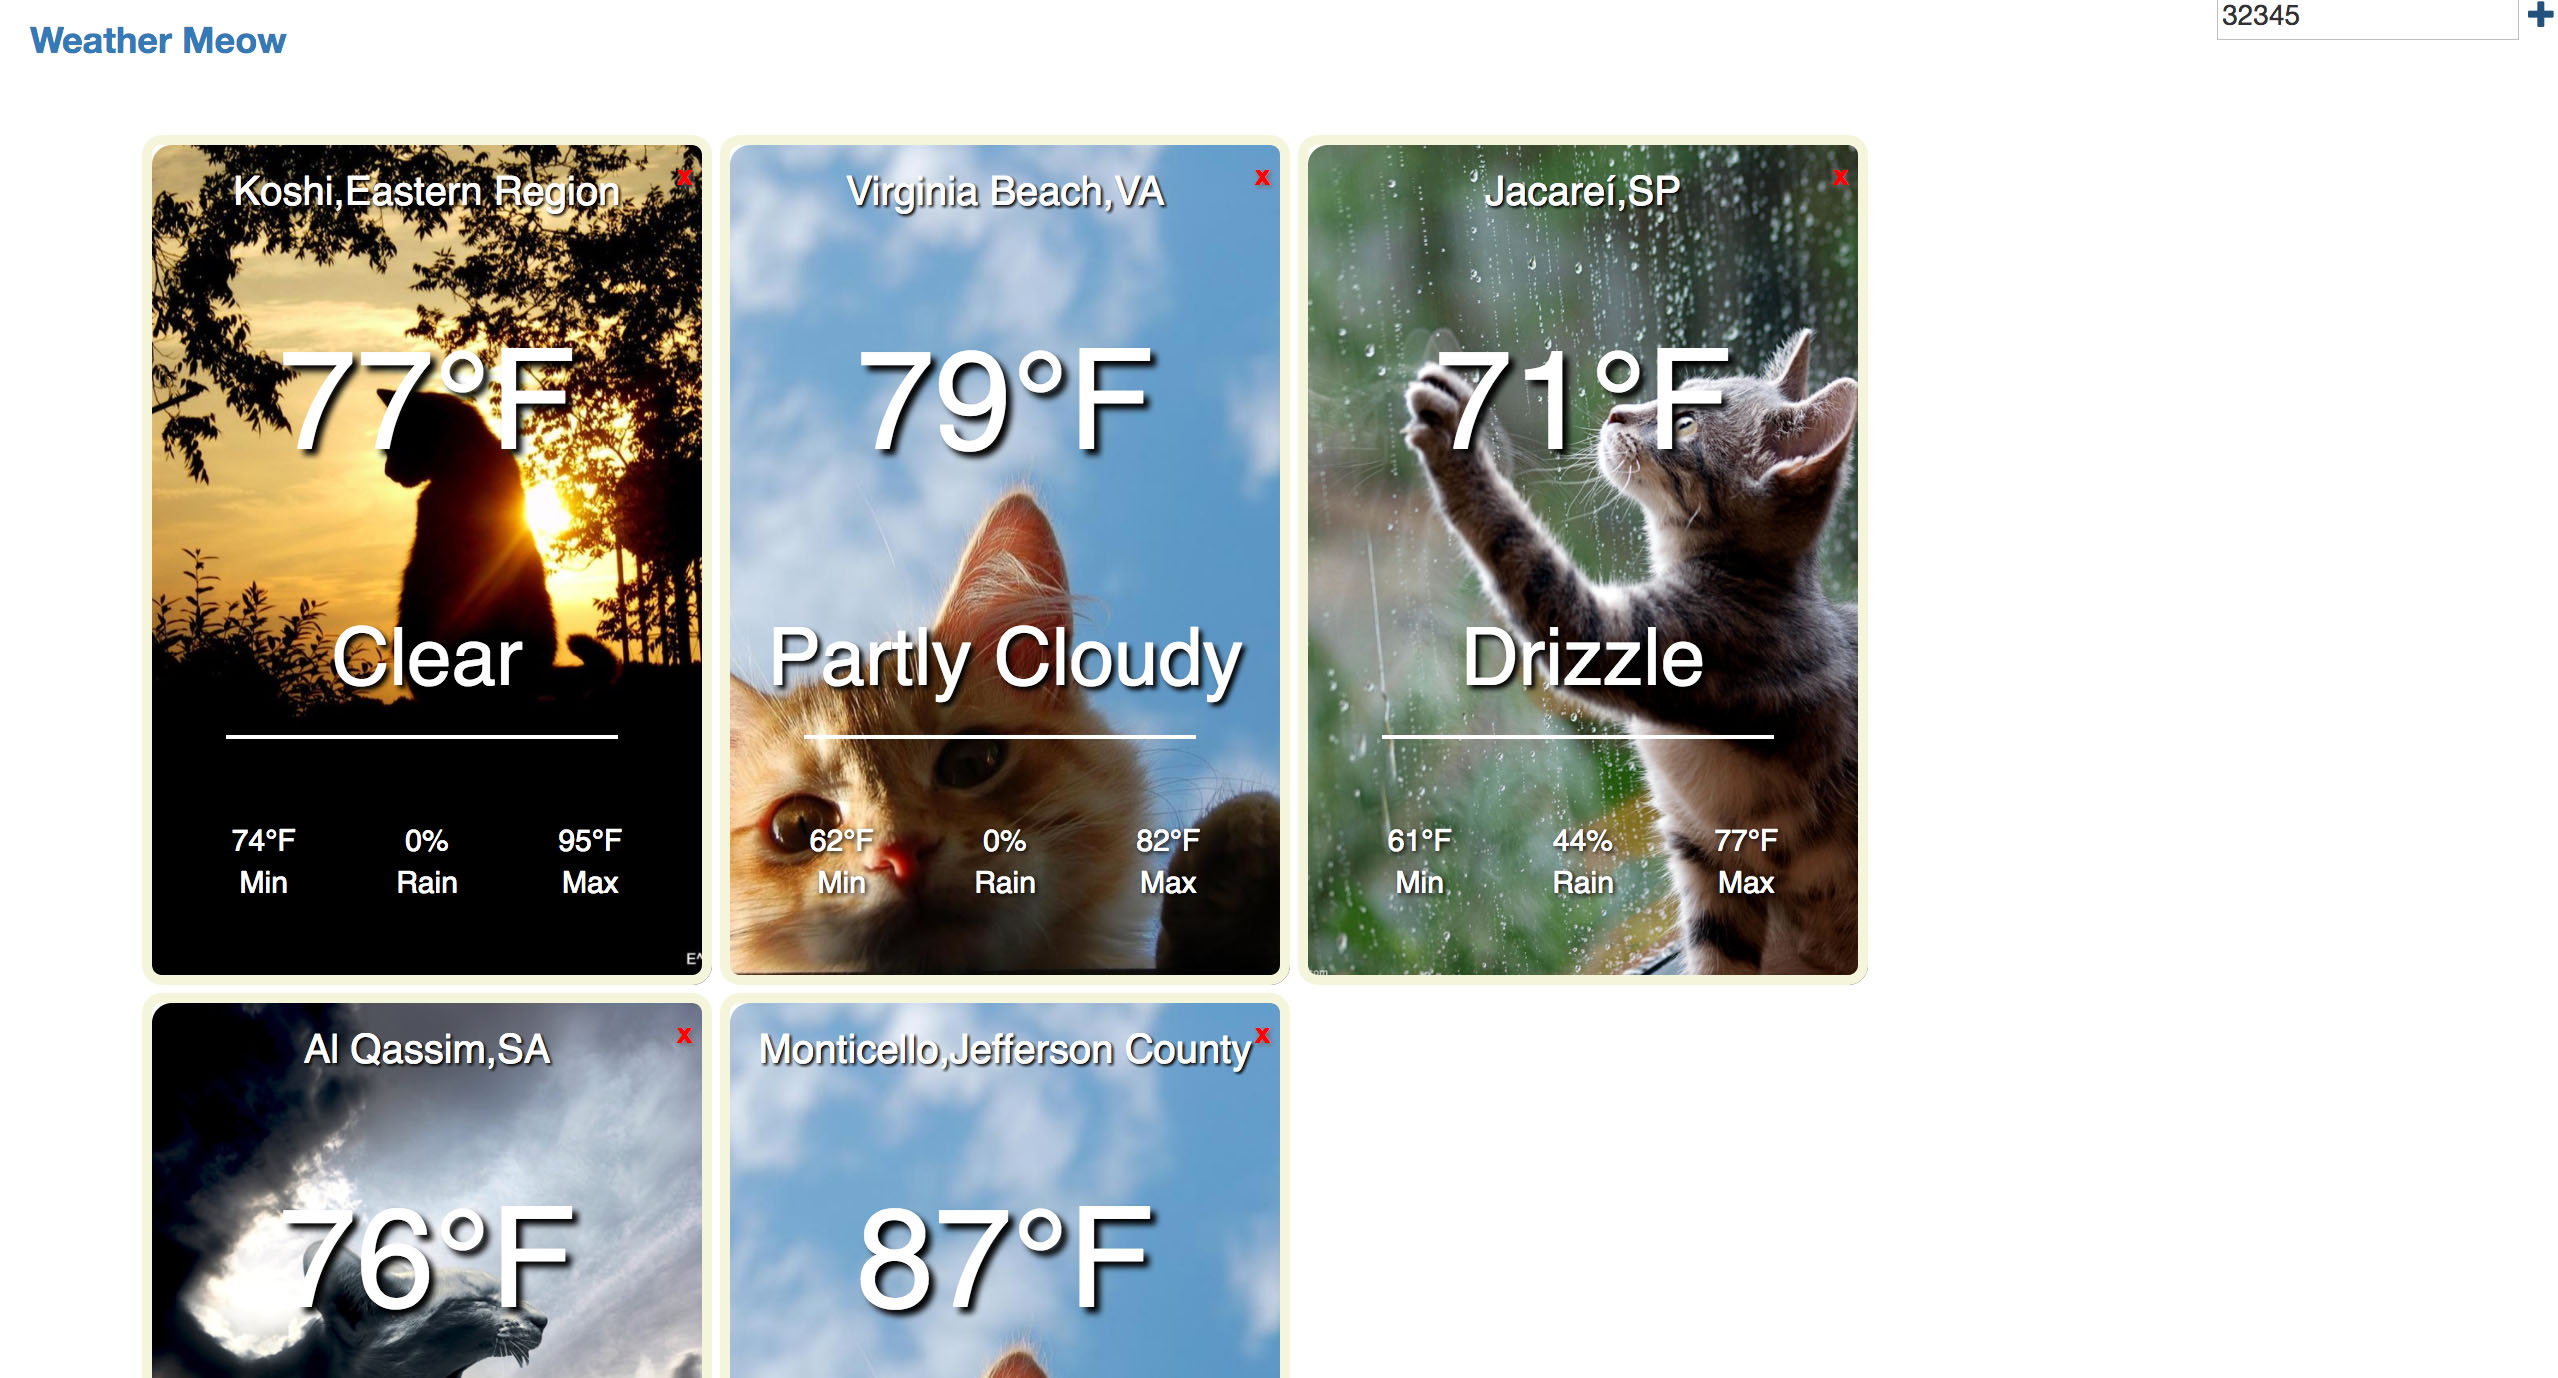 Weather Meow
32345
Koshi,Eastern Region
x
77°F
Clear
74°F 0% 95°F
Min Rain Max
Virginia Beach,VA
x
79°F
Partly Cloudy
62°F 0% 82°F
Min Rain Max
Jacareí,SP
x
71°F
Drizzle
61°F 44% 77°F
Min Rain Max
Al Qassim,SA
x
76°F
Monticello,Jefferson County
x
87°F